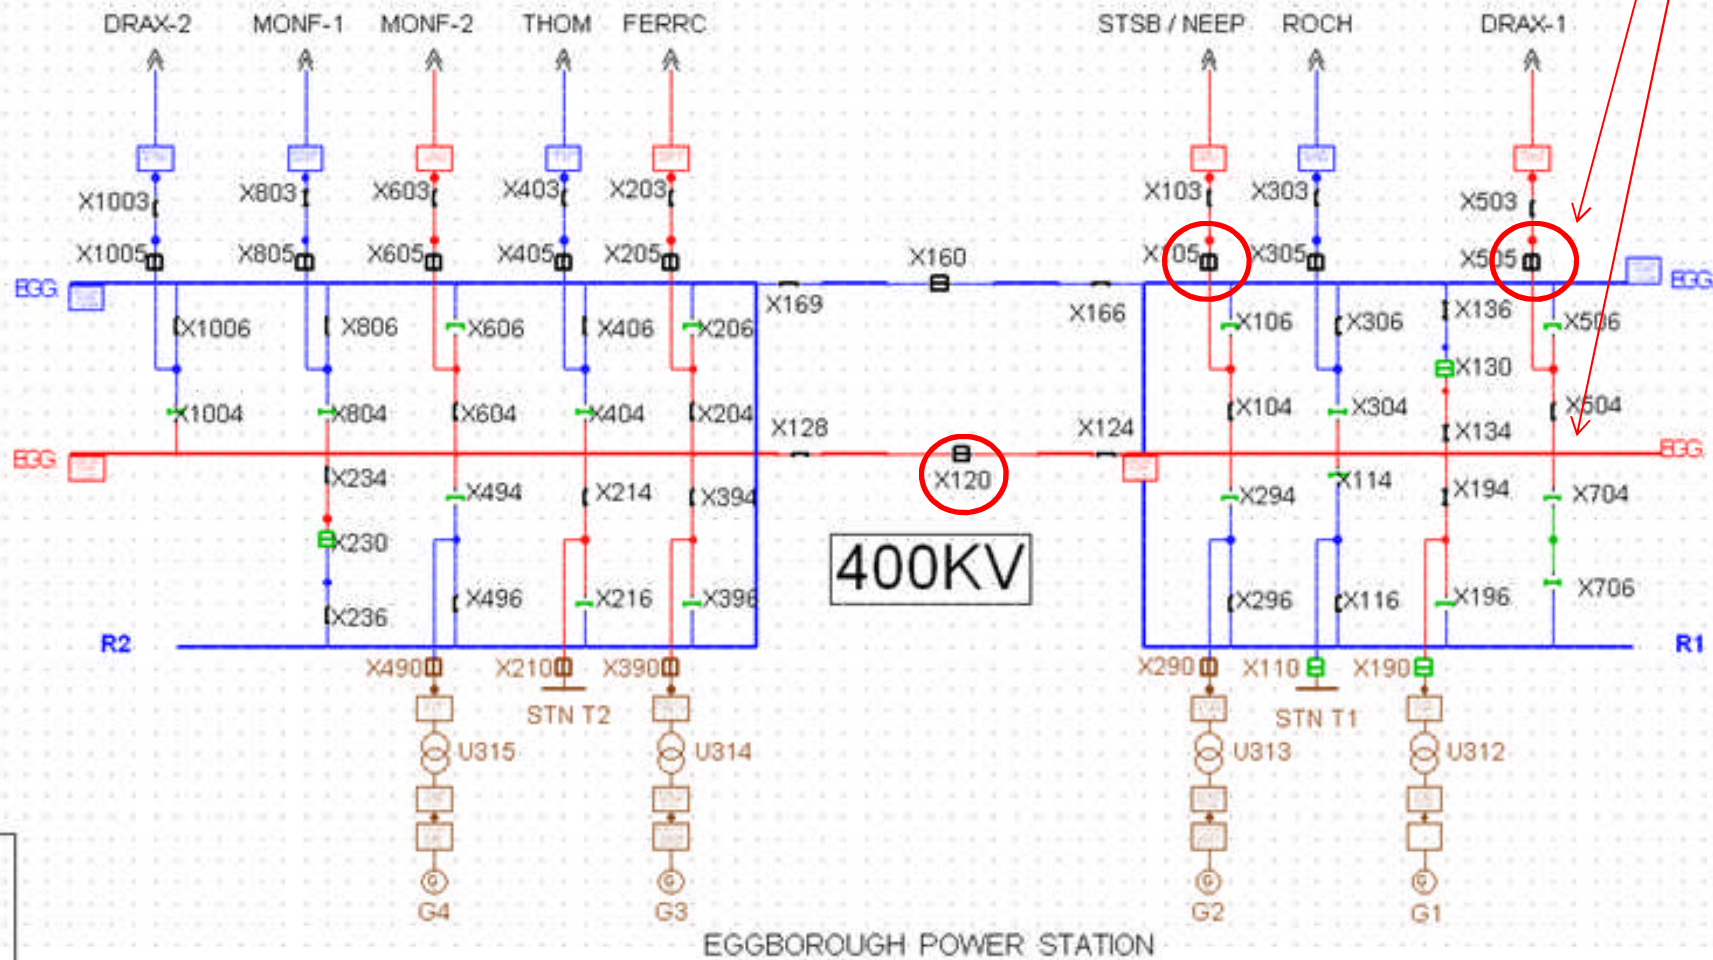 DRAX-2 MONF-1 MONF-2 THOM FERRC STSB / NEEP ROCH DRAX-1
X1003 X803 X603 X403 X203 X103 X303 X503
X1005 X805 X605 X405 X205 X160 X105 X305 X505
EGG EGG
X169 X166
X1006 X806 X606 X406 X206 X106 X306 X136 X506
X130
X1004 X804 X604 X404 X204 X104 X304 X504
X128 X124 X134
EGG EGG
X234 X494 X214 X394 X120 X294 X114 X194 X704
X230
400KV
X236 X496 X216 X396 X296 X116 X196 X706
R2 R1
X490 X210 X390 X290 X110 X190
STN T2 STN T1
U315 U314 U313 U312
G G G G
G4 G3 G2 G1
EGGBOROUGH POWER STATION